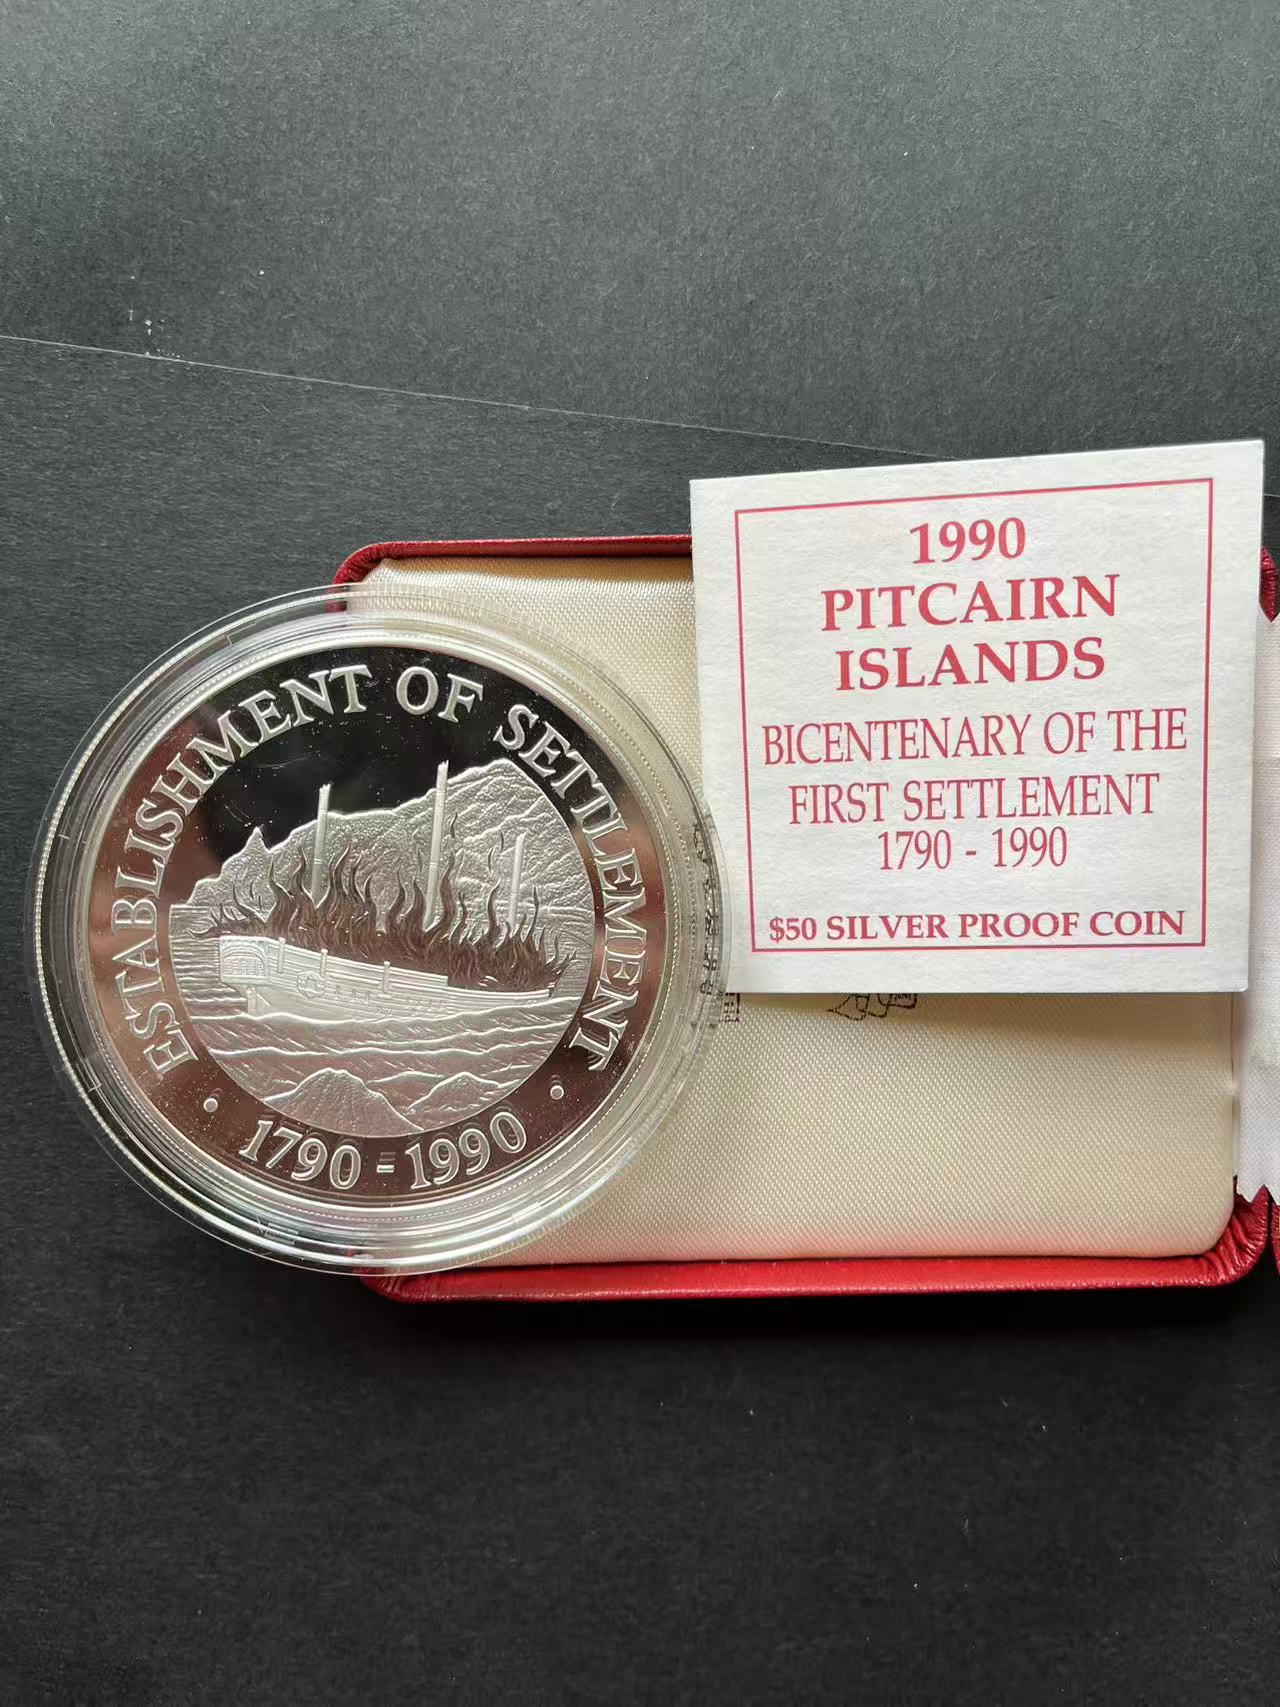 ESTABLISHMENT OF SETTLEMENT
1790-1990
1990
PITCAIRN
ISLANDS
BICENTENARY OF THE
FIRST SETTLEMENT
1790 - 1990
$50 SILVER PROOF COIN